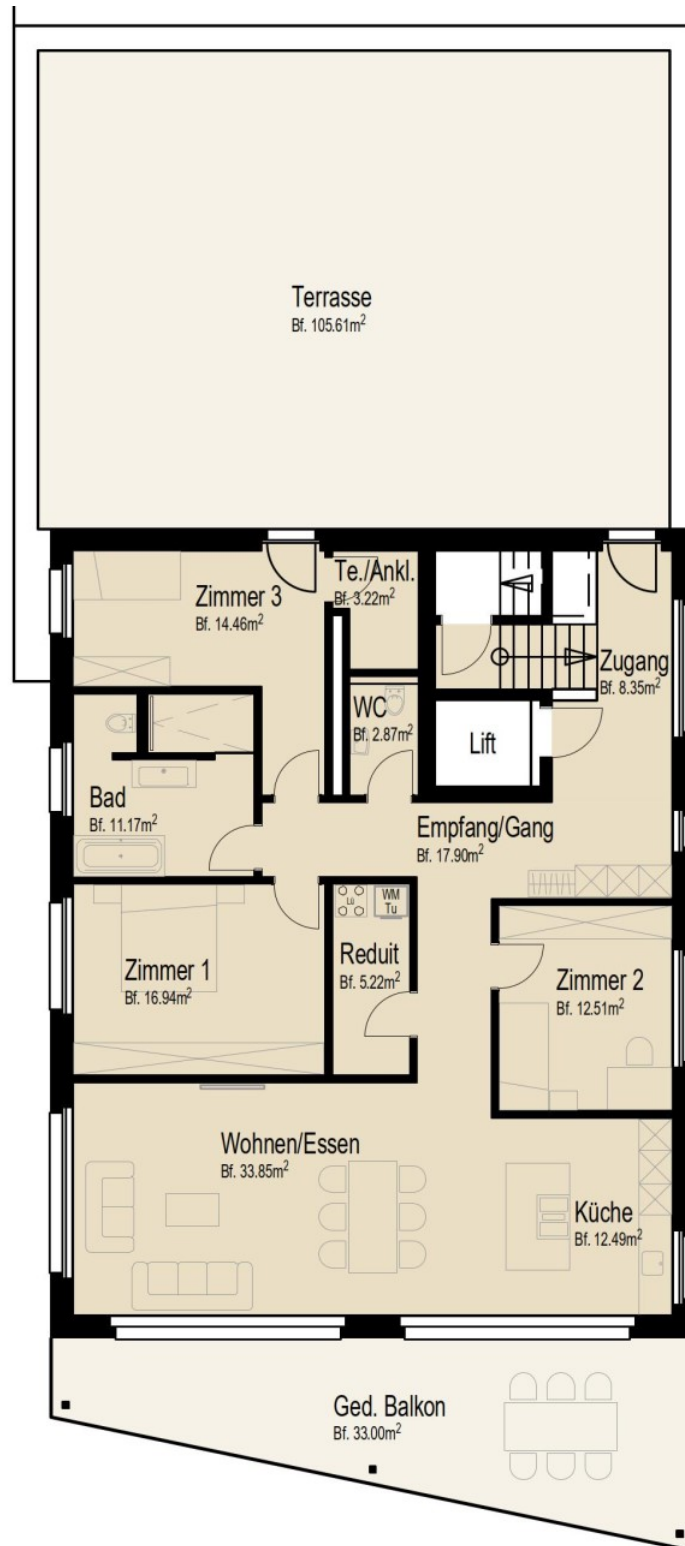 Terrasse
Bf. 105.61m²
Zimmer 3
Bf. 14.46m²
Te./Ankl.
Bf. 3.22m²
Zugang
Bf. 8.35m²
WC
Bf. 2.87m²
Lift
Bad
Bf. 11.17m²
Empfang/Gang
Bf. 17.90m²
Lü
WM
Tu
Reduit
Bf. 5.22m²
Zimmer 1
Bf. 16.94m²
Zimmer 2
Bf. 12.51m²
Wohnen/Essen
Bf. 33.85m²
Küche
Bf. 12.49m²
Ged. Balkon
Bf. 33.00m²